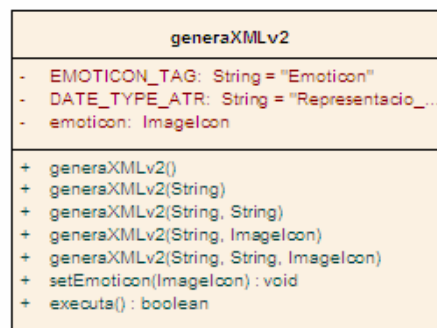 generaXMLv2
- EMOTICON_TAG: String = "Emoticon"
- DATE_TYPE_ATR: String = "Representacio_...
- emoticon: ImageIcon
+ generaXMLv2()
+ generaXMLv2(String)
+ generaXMLv2(String, String)
+ generaXMLv2(String, ImageIcon)
+ generaXMLv2(String, String, ImageIcon)
+ setEmoticon(ImageIcon) : void
+ executa() : boolean